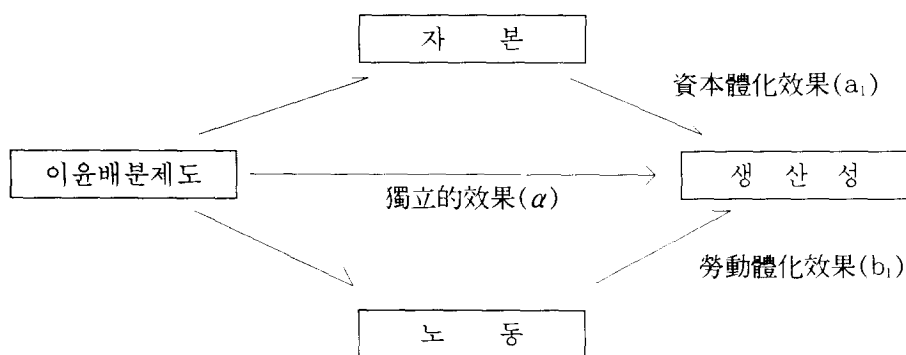 자 본
資本體化效果(a₁)
이윤배분제도
생 산 성
獨立的效果(α)
勞動體化效果(b₁)
노 동